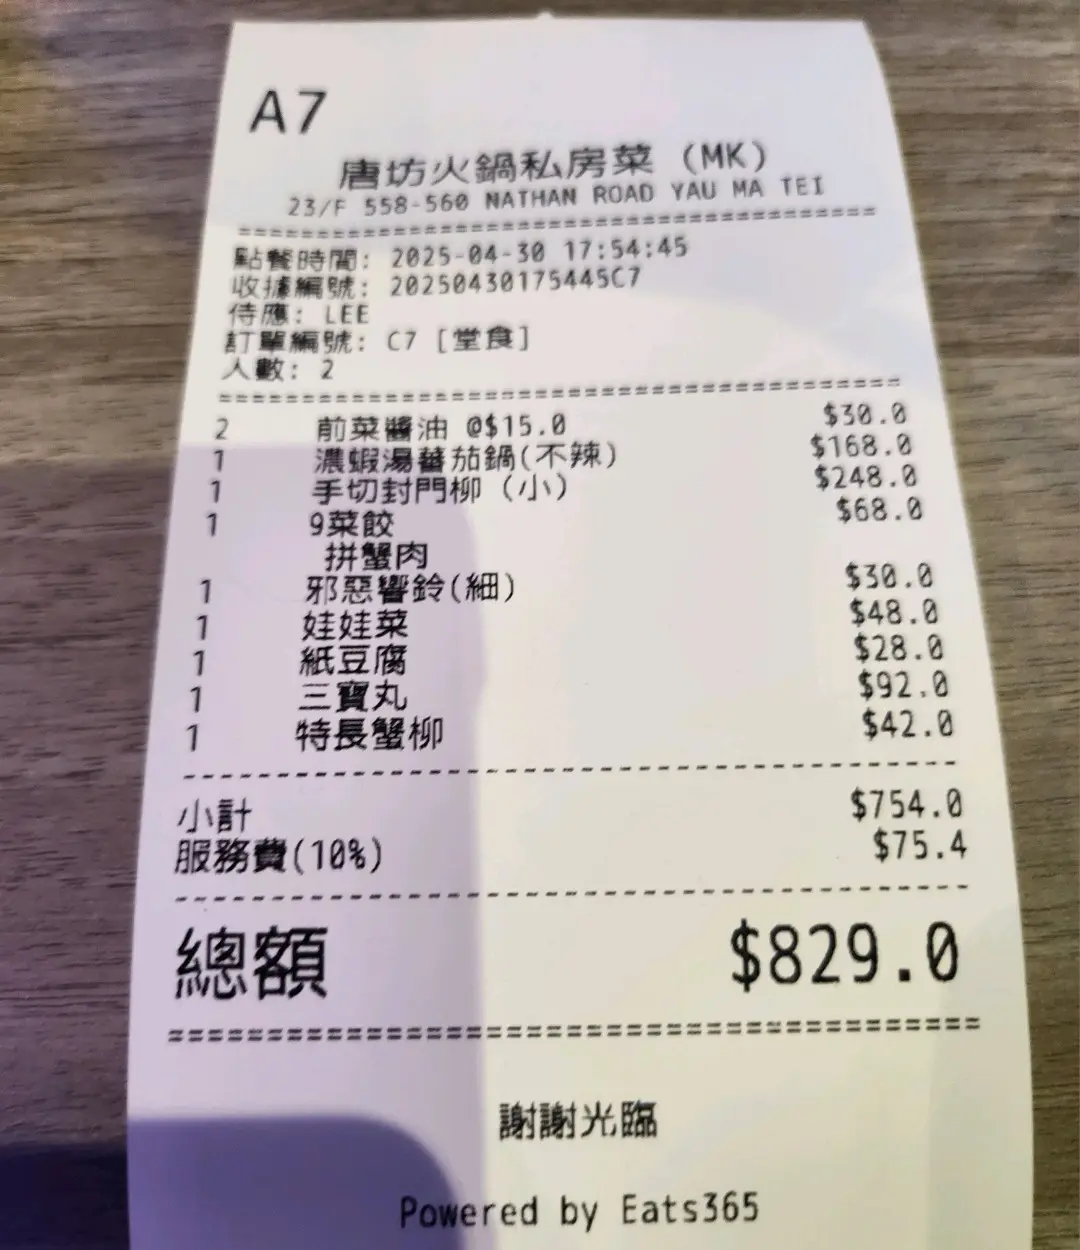 A7
唐坊火鍋私房菜 (MK)
23/F 558-560 NATHAN ROAD YAU MA TEI
點餐時間: 2025-04-30 17:54:45
收據編號: 20250430175445C7
侍應: LEE
訂單編號: C7 [堂食]
人數: 2
2 前菜醬油 @$15.0 $30.0
1 濃蝦湯蕃茄鍋(不辣) $168.0
1 手切封門柳 (小) $248.0
1 9菜餃 $68.0
拼蟹肉
1 邪惡響鈴(細) $30.0
1 娃娃菜 $48.0
1 紙豆腐 $28.0
1 三寶丸 $92.0
1 特長蟹柳 $42.0
小計 $754.0
服務費(10%) $75.4
總額 $829.0
謝謝光臨
Powered by Eats365